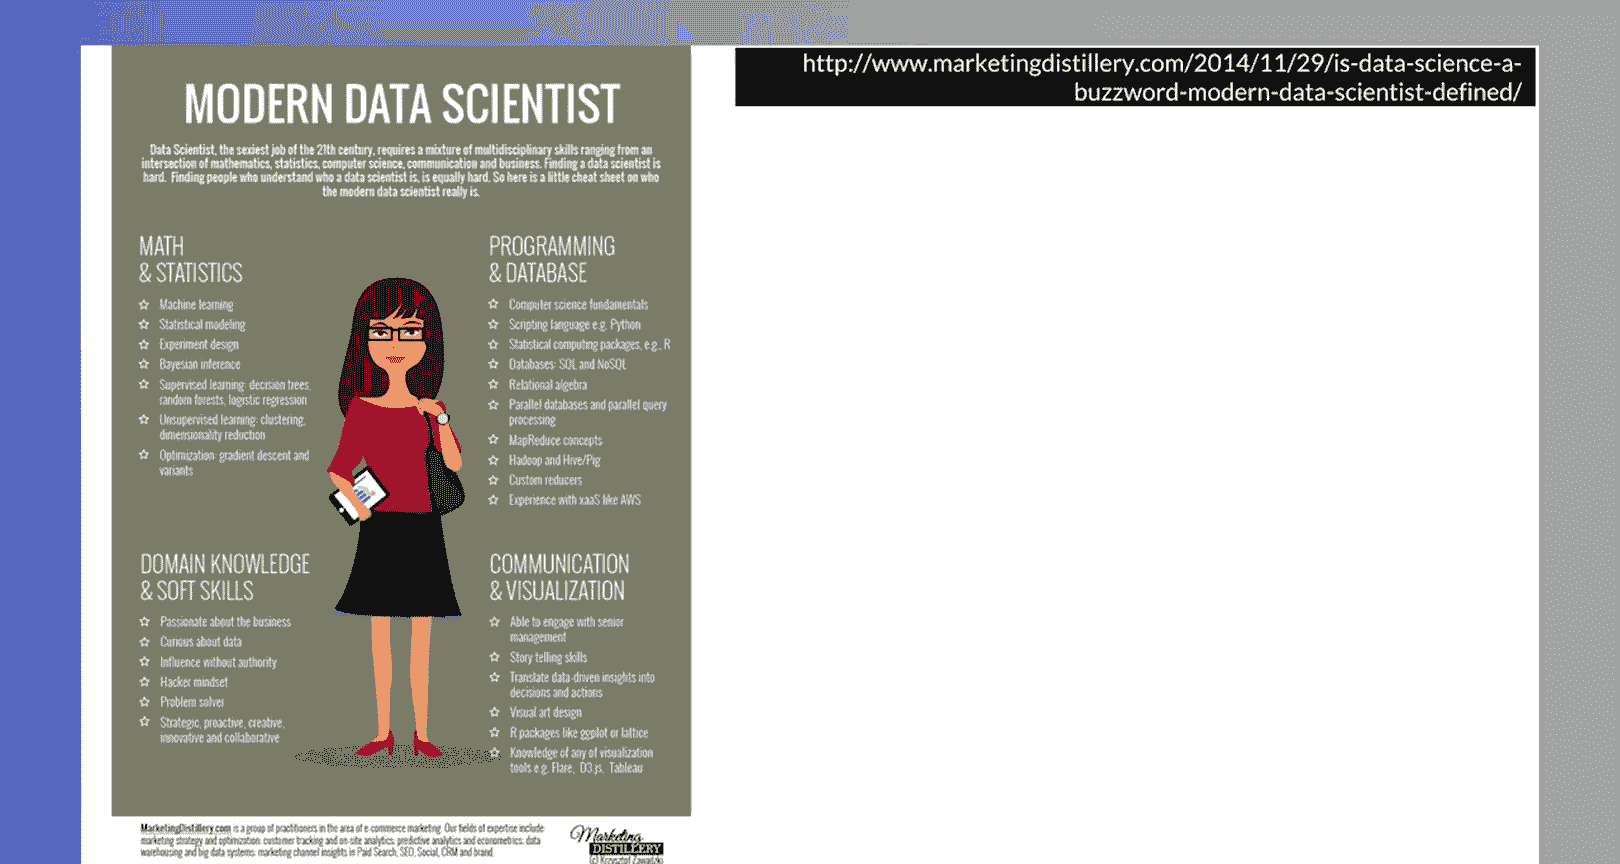 http://www.marketingdistillery.com/2014/11/29/is-data-science-a-
buzzword-modern-data-scientist-defined/
MODERN DATA SCIENTIST
Data Scientist, the sexiest job of the 21th century, requires a mixture of multidisciplinary skills ranging from an
intersection of mathematics, statistics, computer science, communication and business. Finding a data scientist is
hard. Finding people who understand who a data scientist is, is equally hard. So here is a little cheat sheet on who
the modern data scientist really is.
MATH
& STATISTICS
Machine learning
Statistical modeling
Experiment design
Bayesian inference
Supervised learning: decision trees,
random forests, logistic regression
Unsupervised learning: clustering,
dimensionality reduction
Optimization: gradient descent and
variants
PROGRAMMING
& DATABASE
Computer science fundamentals
Scripting language e.g. Python
Statistical computing packages, e.g., R
Databases: SQL and NoSQL
Relational algebra
Parallel databases and parallel query
processing
MapReduce concepts
Hadoop and Hive/Pig
Custom reducers
Experience with xaaS like AWS
DOMAIN KNOWLEDGE
& SOFT SKILLS
Passionate about the business
Curious about data
Influence without authority
Hacker mindset
Problem solver
Strategic, proactive, creative,
innovative and collaborative
COMMUNICATION
& VISUALIZATION
Able to engage with senior
management
Story telling skills
Translate data-driven insights into
decisions and actions
Visual art design
R packages like ggplot or lattice
Knowledge of any of visualization
tools e.g. Flare, D3.js, Tableau
MarketingDistillery.com is a group of practitioners in the area of e-commerce marketing. Our fields of expertise include:
marketing strategy and optimization: customer tracking and on-site analytics: predictive analytics and econometrics: data
warehousing and big data systems: marketing channel insights in Paid Search, SEO, Social, CRM and brand.
Marketing
DISTILLERY
(c) Krzysztof Zawadzki